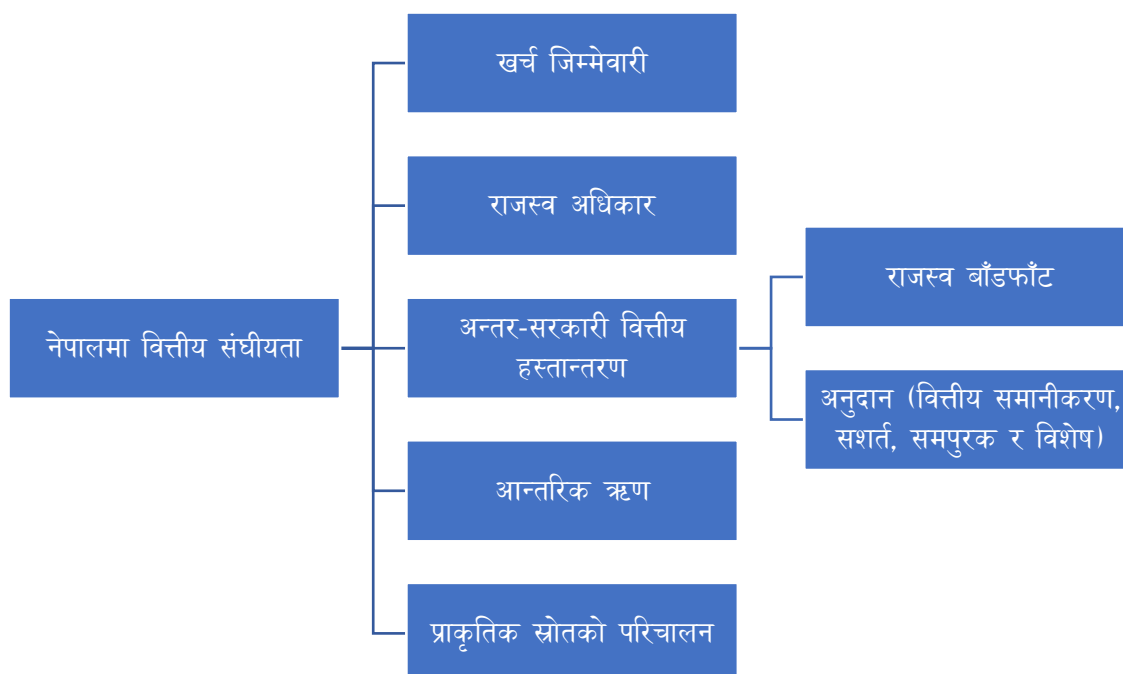 खर्च जिम्मेवारी
राजस्व अधिकार
नेपालमा वित्तीय संघीयता
अन्तर-सरकारी वित्तीय
हस्तान्तरण
राजस्व बाँडफाँट
अनुदान (वित्तीय समानीकरण,
सशर्त, समपुरक र विशेष)
आन्तरिक ऋण
प्राकृतिक स्रोतको परिचालन